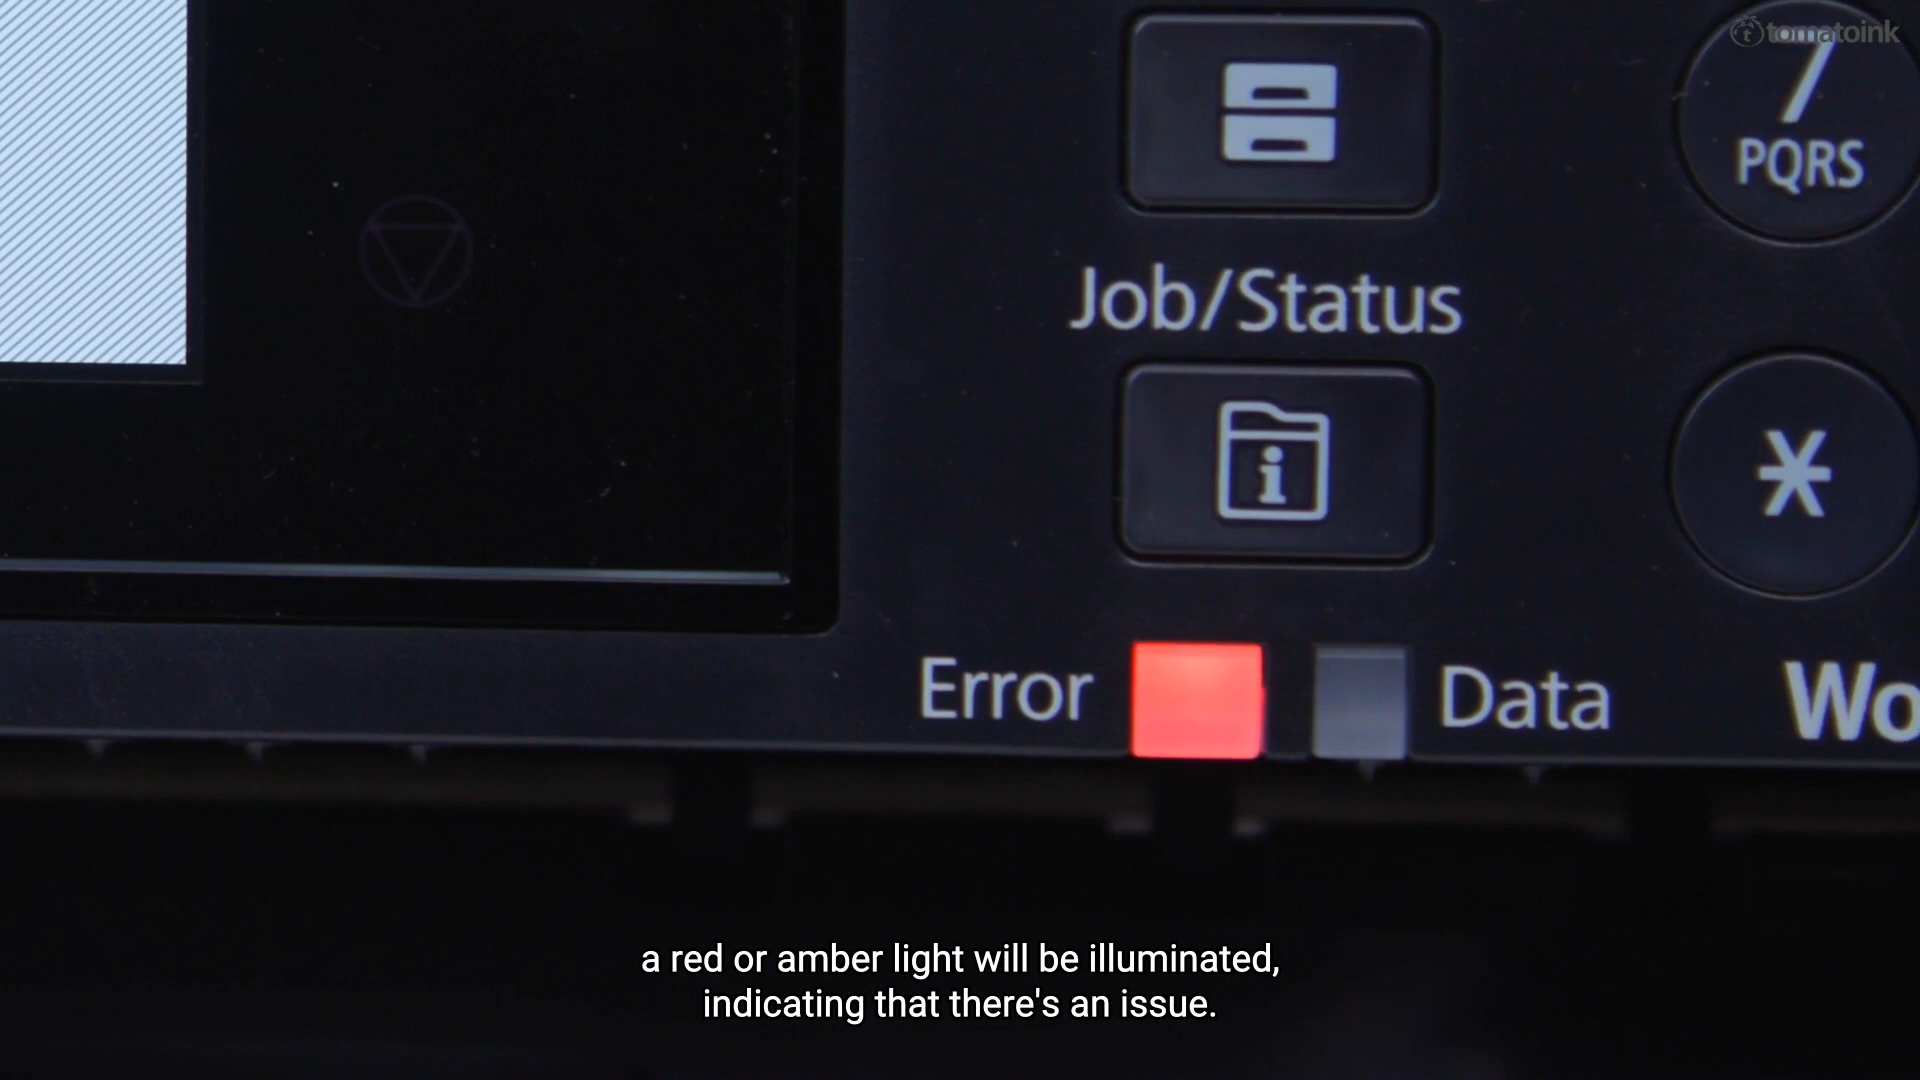 tomatoink
7
PQRS
Job/Status
i
*
Error
Data
Wo
a red or amber light will be illuminated,
indicating that there's an issue.